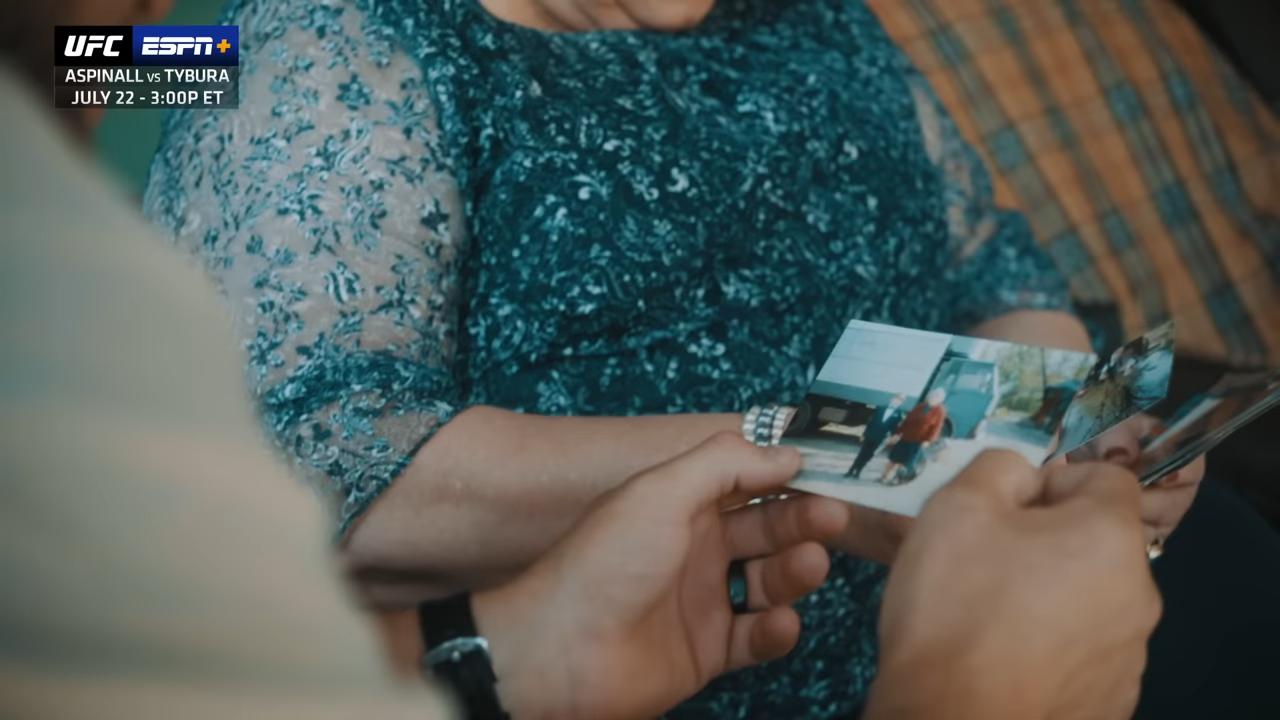 UFC ESPN+
ASPINALL vs TYBURA
JULY 22 - 3:00P ET